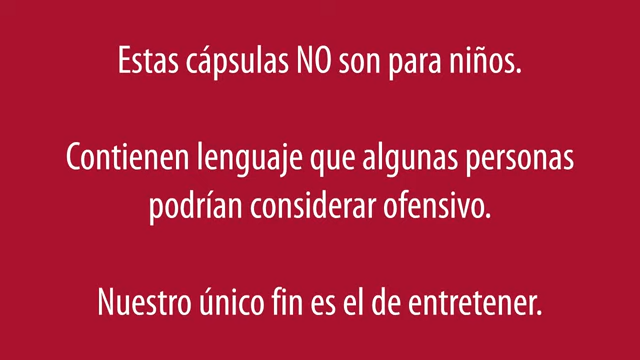 Estas cápsulas NO son para niños.
Contienen lenguaje que algunas personas
podrían considerar ofensivo.
Nuestro único fin es el de entretener.